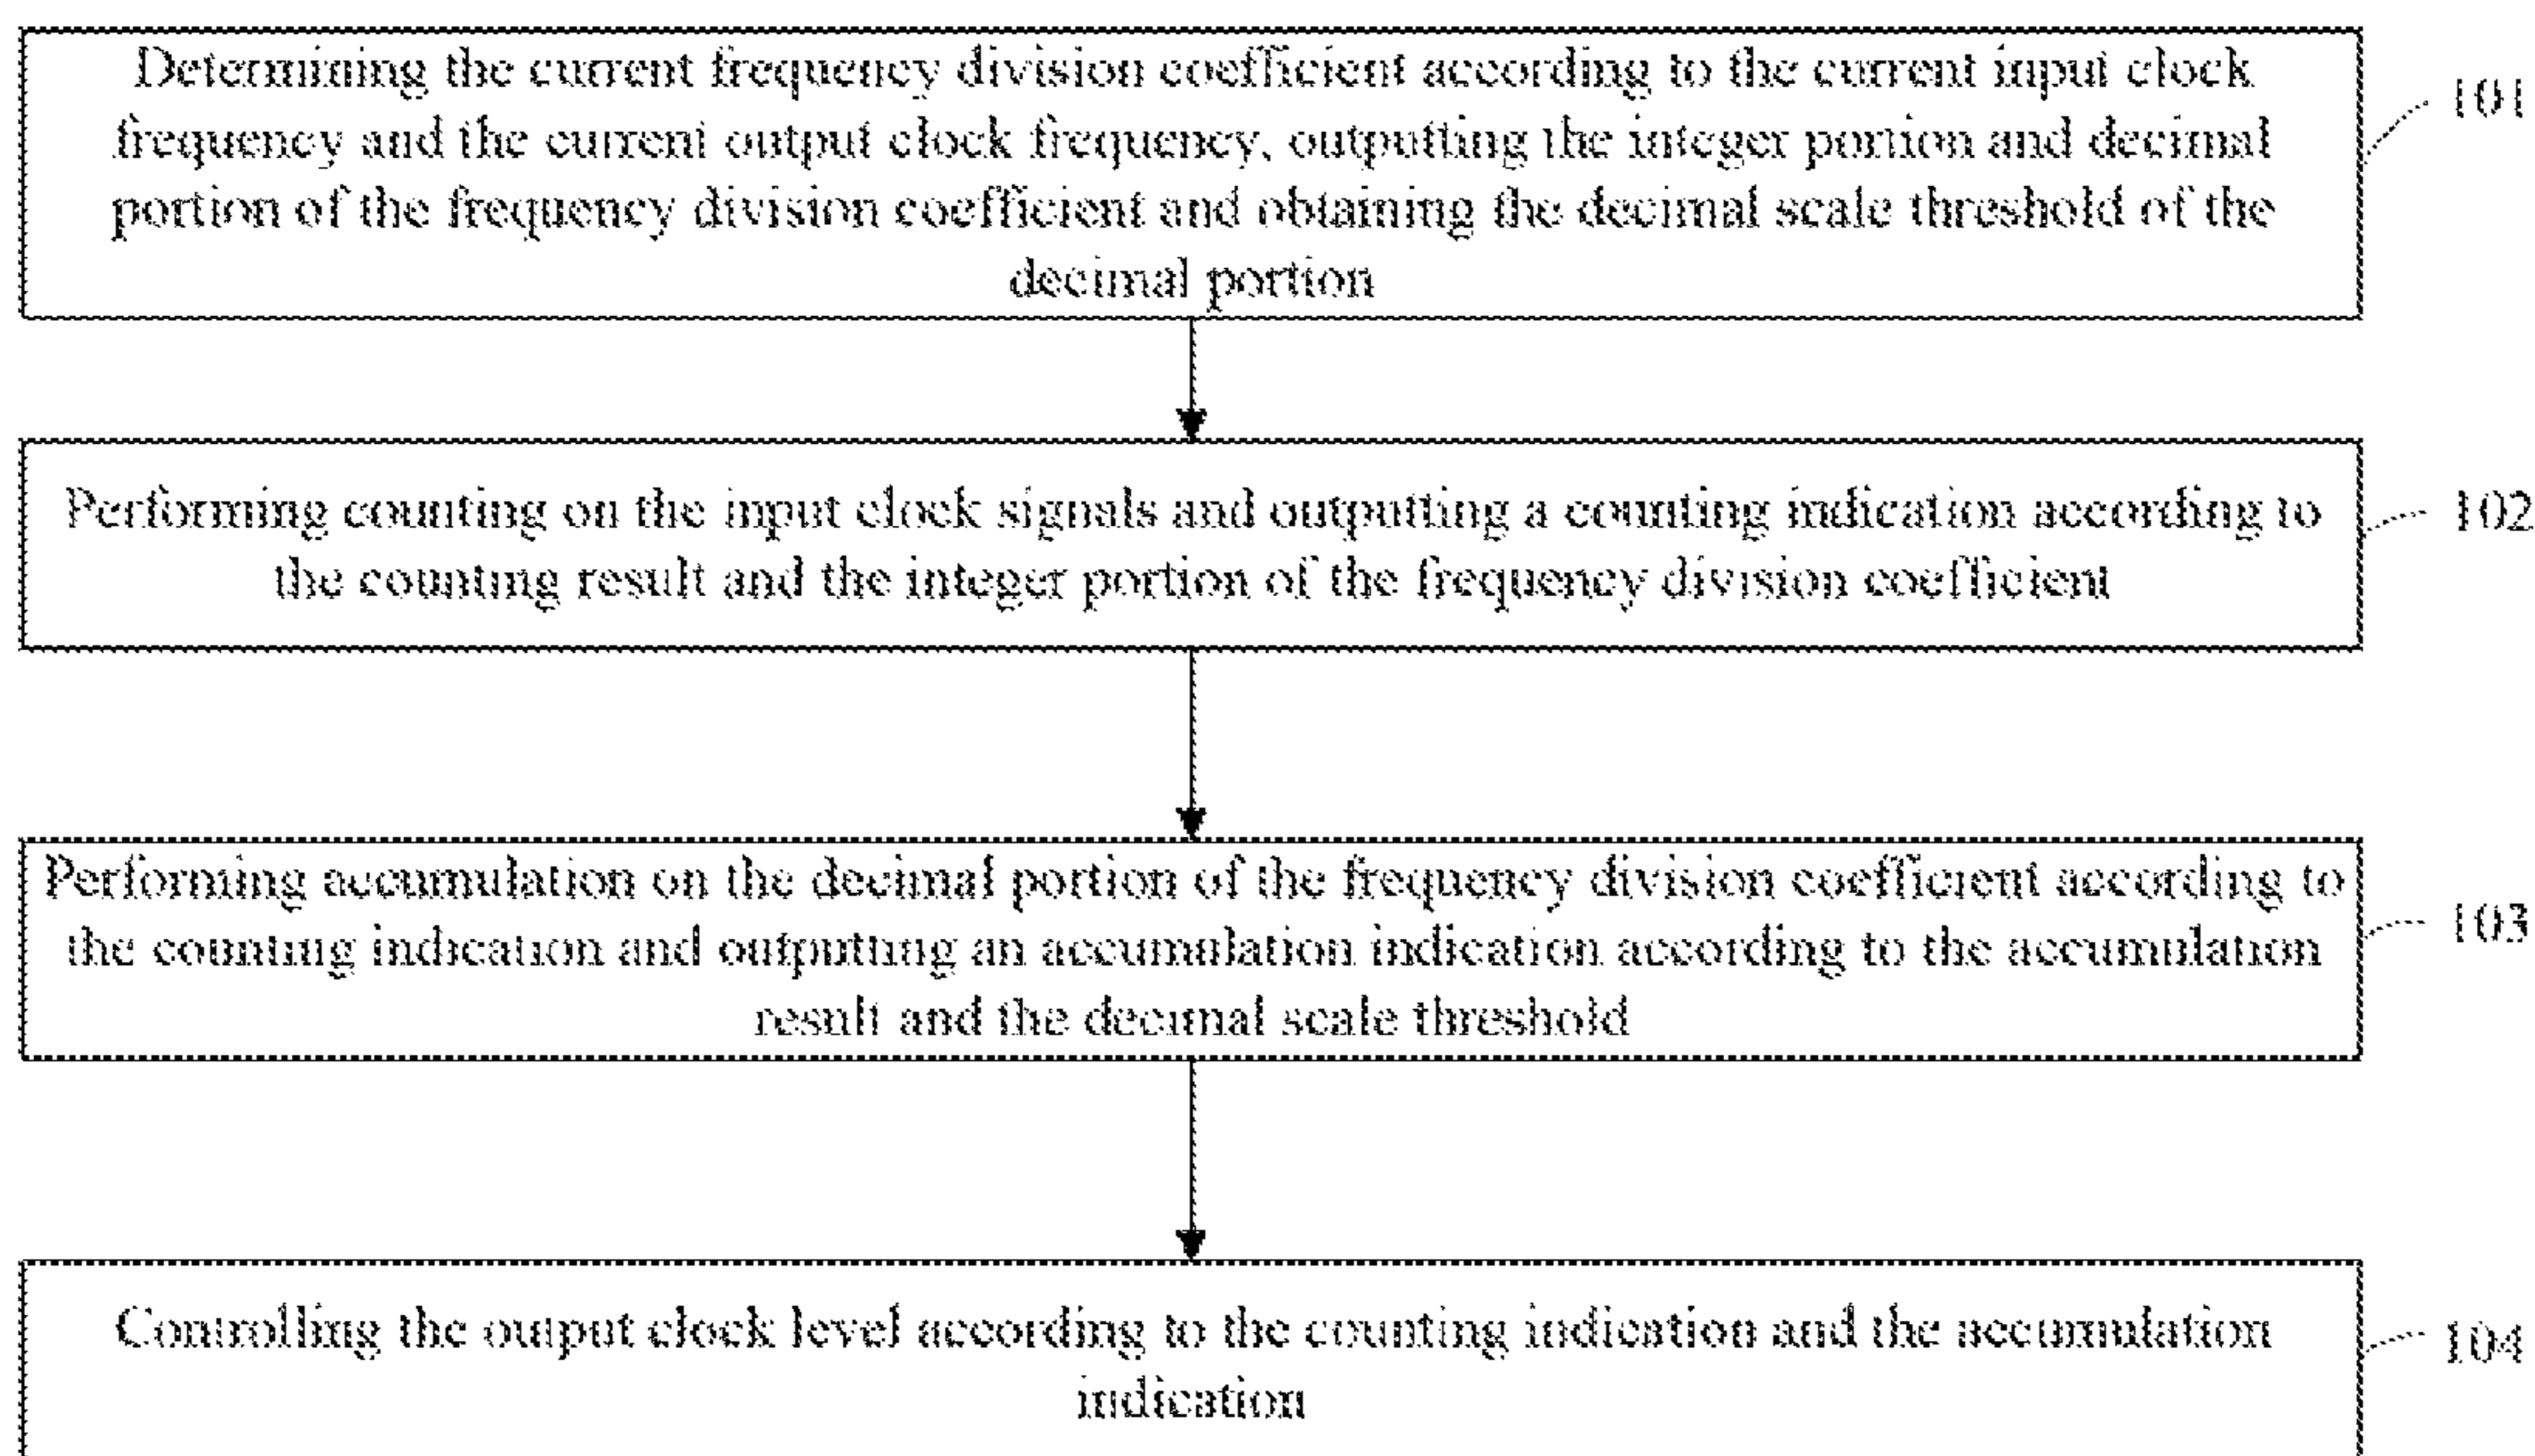 Determining the current frequency division coefficient according to the current input clock
frequency and the current output clock frequency, outputting the integer portion and decimal
portion of the frequency division coefficient and obtaining the decimal scale threshold of the
decimal portion
101
Performing counting on the input clock signals and outputting a counting indication according to
the counting result and the integer portion of the frequency division coefficient
102
Performing accumulation on the decimal portion of the frequency division coefficient according to
the counting indication and outputting an accumulation indication according to the accumulation
result and the decimal scale threshold
103
Controlling the output clock level according to the counting indication and the accumulation
indication
104